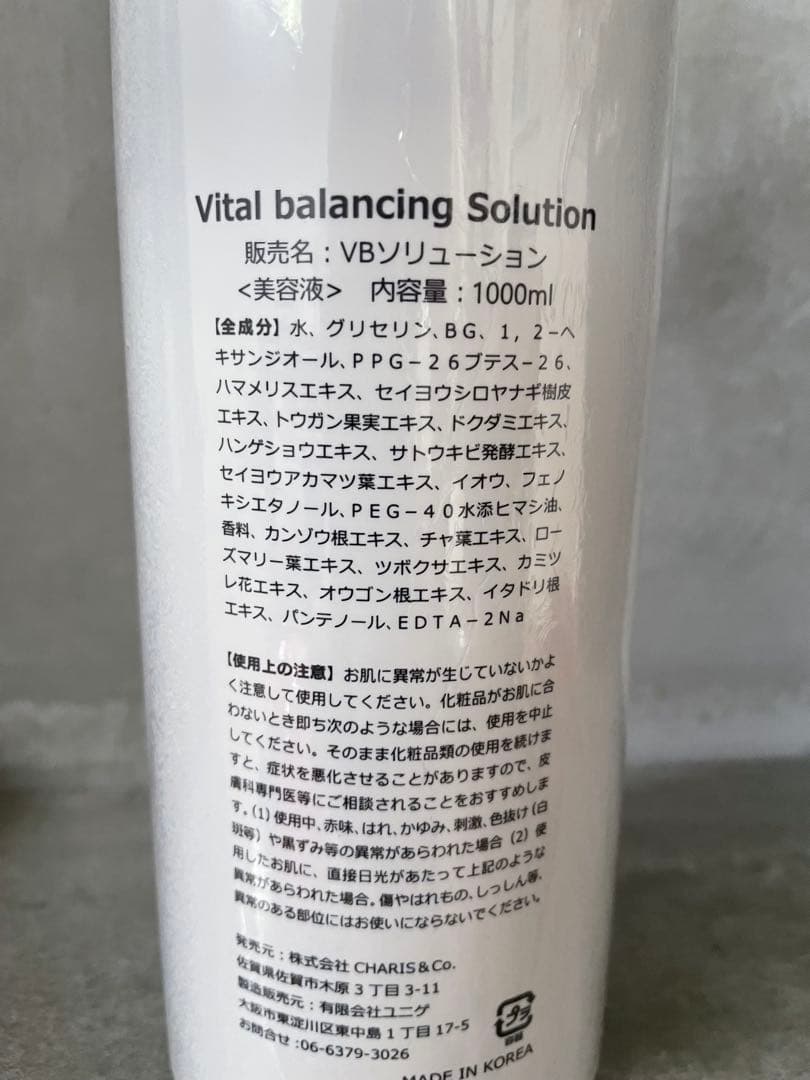 Vital balancing Solution
販売名：VBソリューション
<美容液>　内容量：1000ml
【全成分】水、グリセリン、BG、１，２−ヘ
キサンジオール、PPG−２６ブテス−２６、
ハマメリスエキス、セイヨウシロヤナギ樹皮
エキス、トウガン果実エキス、ドクダミエキス、
ハンゲショウエキス、サトウキビ発酵エキス、
セイヨウアカマツ葉エキス、イオウ、フェノ
キシエタノール、PEG−４０水添ヒマシ油、
香料、カンゾウ根エキス、チャ葉エキス、ロー
ズマリー葉エキス、ツボクサエキス、カミツ
レ花エキス、オウゴン根エキス、イタドリ根
エキス、パンテノール、EDTA−２Na
【使用上の注意】お肌に異常が生じていないかよ
く注意して使用してください。化粧品がお肌に合
わないとき即ち次のような場合には、使用を中止
してください。そのまま化粧品類の使用を続けま
すと、症状を悪化させることがありますので、皮
膚科専門医等にご相談されることをおすすめしま
す。(1)使用中、赤味、はれ、かゆみ、刺激、色抜け(白
斑等)や黒ずみ等の異常があらわれた場合(2)使
用したお肌に、直接日光があたって上記のような
異常があらわれた場合。傷やはれもの、しっしん等、
異常のある部位にはお使いにならないでください。
発売元：株式会社 CHARIS＆Co.
佐賀県佐賀市木原３丁目3-11
製造販売元：有限会社ユニゲ
大阪市東淀川区東中島１丁目17-5
お問合せ：06-6379-3026
プラ
容器
MADE IN KOREA